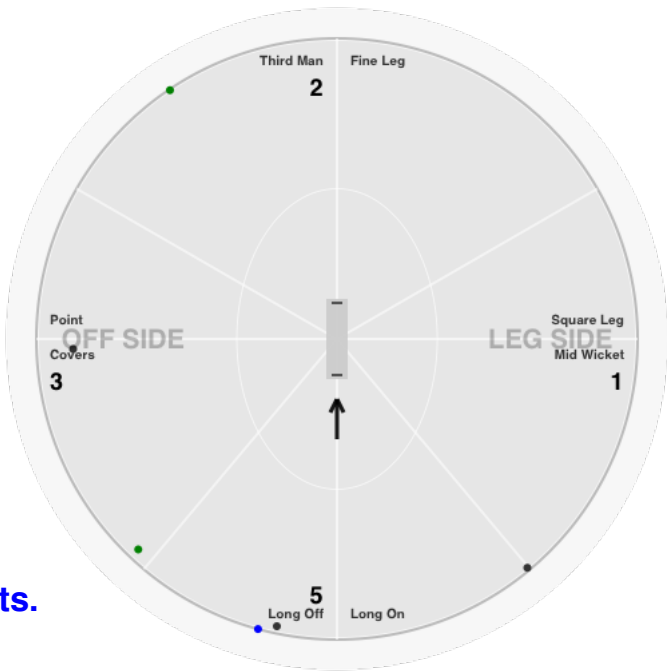 Third Man
Fine Leg
2
Point
OFF SIDE
Covers
3
Square Leg
LEG SIDE
Mid Wicket
1
ts.
5
Long Off
Long On